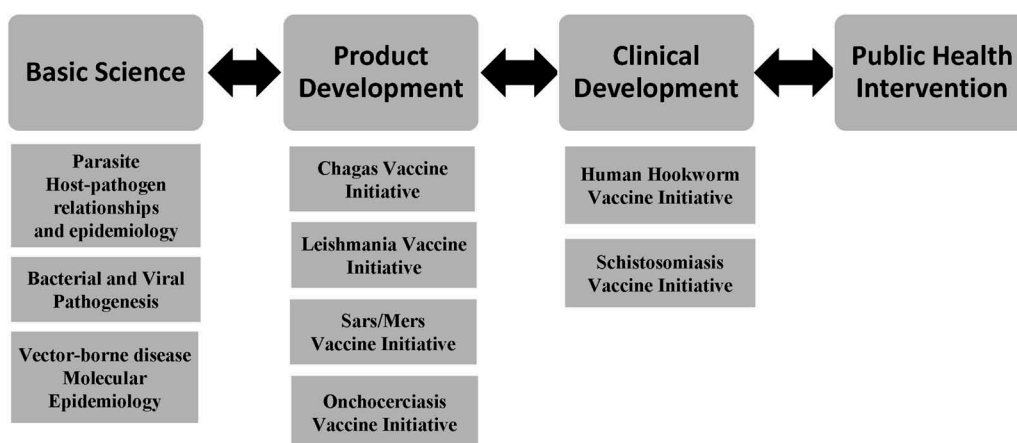 Basic Science
Product
Development
Clinical
Development
Public Health
Intervention
Parasite
Host-pathogen
relationships
and epidemiology
Bacterial and Viral
Pathogenesis
Vector-borne disease
Molecular
Epidemiology
Chagas Vaccine
Initiative
Leishmania Vaccine
Initiative
Sars/Mers
Vaccine Initiative
Onchocerciasis
Vaccine Initiative
Human Hookworm
Vaccine Initiative
Schistosomiasis
Vaccine Initiative